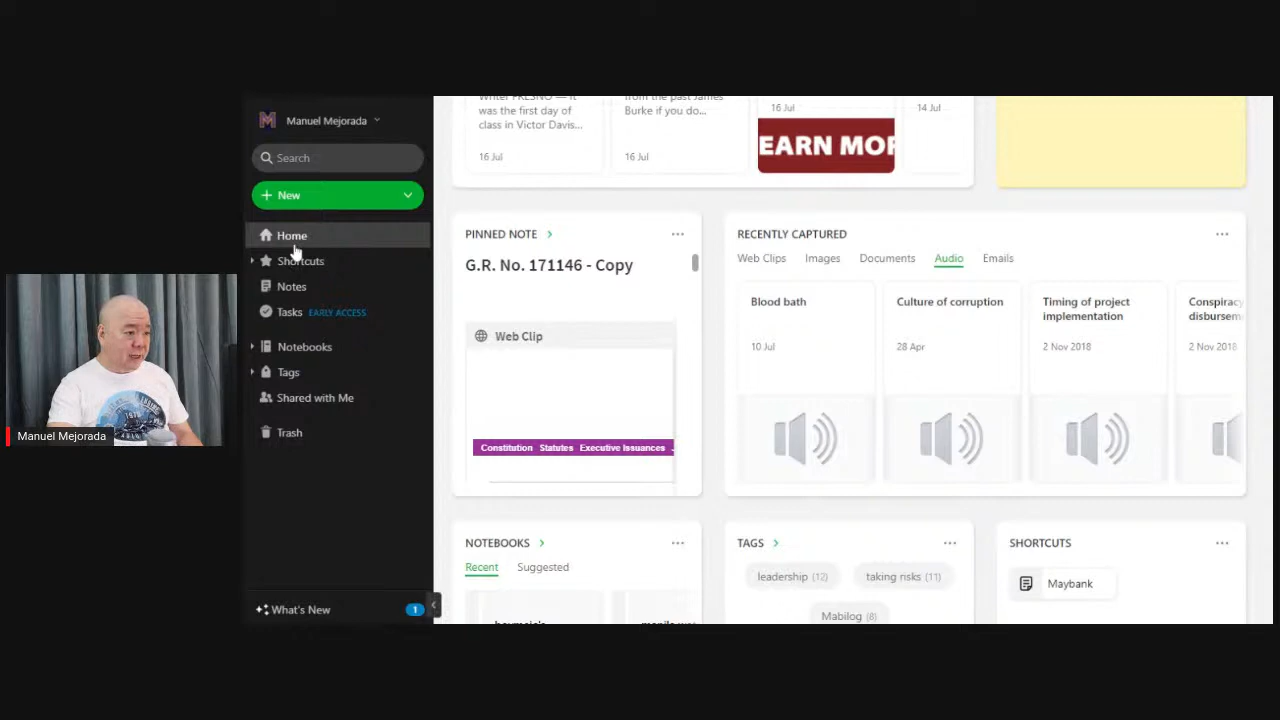 Manuel Mejorada
Search
New
Home
Shortcuts
Notes
Tasks EARLY ACCESS
Notebooks
Tags
Shared with Me
Trash
What's New
1
Manuel Mejorada
Writer FRESNO — It
was the first day of
class in Victor Davis...
16 Jul
from the past James
Burke if you do...
16 Jul
16 Jul
EARN MOR
14 Jul
PINNED NOTE
G.R. No. 171146 - Copy
Web Clip
Constitution Statutes Executive Issuances
RECENTLY CAPTURED
Web Clips Images Documents Audio Emails
Blood bath
10 Jul
Culture of corruption
28 Apr
Timing of project
implementation
2 Nov 2018
Conspiracy
disbursem
2 Nov 2018
NOTEBOOKS
Recent Suggested
TAGS
leadership (12) taking risks (11)
Mabilog (8)
SHORTCUTS
Maybank